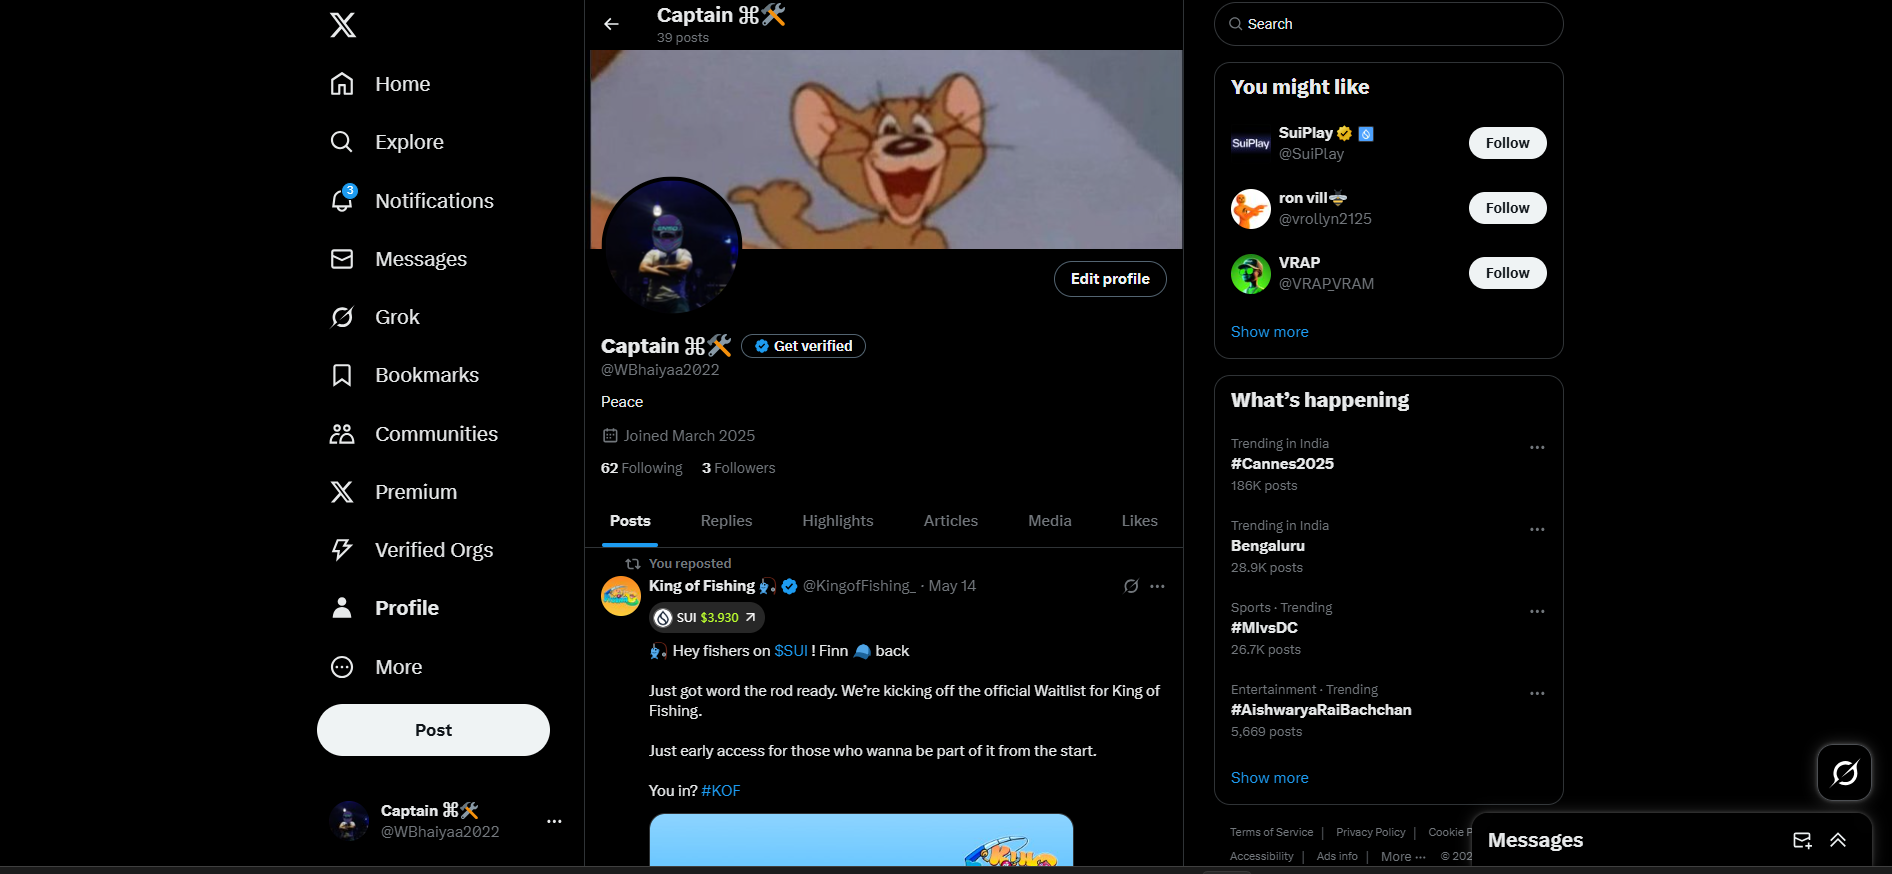 Home
Explore
3
Notifications
Messages
Grok
Bookmarks
Communities
Premium
Verified Orgs
Profile
More
Post
Captain ⌘🛠
@WBhaiyaa2022
Captain ⌘🛠
39 posts
Edit profile
Captain ⌘🛠 Get verified
@WBhaiyaa2022
Peace
Joined March 2025
62 Following 3 Followers
Posts Replies Highlights Articles Media Likes
You reposted
King of Fishing🎣 @KingofFishing_ · May 14
SUI $3.930 ↗
🎣 Hey fishers on $SUI ! Finn 🧢 back
Just got word the rod ready. We’re kicking off the official Waitlist for King of
Fishing.
Just early access for those who wanna be part of it from the start.
You in? #KOF
Search
You might like
SuiPlay
SuiPlay
@SuiPlay
Follow
ron vill🐝
@vrollyn2125
Follow
VRAP
@VRAP_VRAM
Follow
Show more
What’s happening
Trending in India
#Cannes2025
186K posts
Trending in India
Bengaluru
28.9K posts
Sports · Trending
#MIvsDC
26.7K posts
Entertainment · Trending
#AishwaryaRaiBachchan
5,669 posts
Show more
Terms of Service | Privacy Policy | Cookie P
Accessibility | Ads info | More ··· © 202
Messages